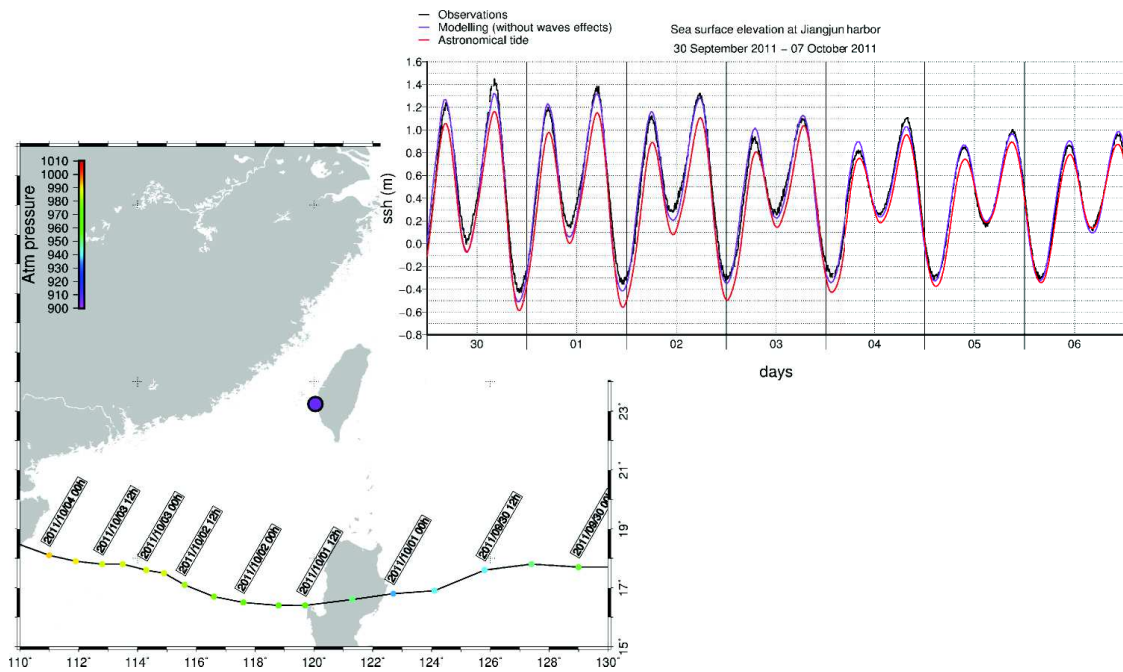 Observations
Modelling (without waves effects)
Astronomical tide
Sea surface elevation at Jiangjun harbor
30 September 2011 − 07 October 2011
ssh (m)
1.6
1.4
1.2
1.0
0.8
0.6
0.4
0.2
0.0
−0.2
−0.4
−0.6
−0.8
30 01 02 03 04 05 06
days
Atm pressure
1010
1000
990
980
970
960
950
940
930
920
910
900
2011/10/04 00h
2011/10/03 12h
2011/10/03 00h
2011/10/02 12h
2011/10/02 00h
2011/10/01 12h
2011/10/01 00h
2011/09/30 12h
2011/09/30
23°
21°
19°
17°
15°
110° 112° 114° 116° 118° 120° 122° 124° 126° 128° 130°